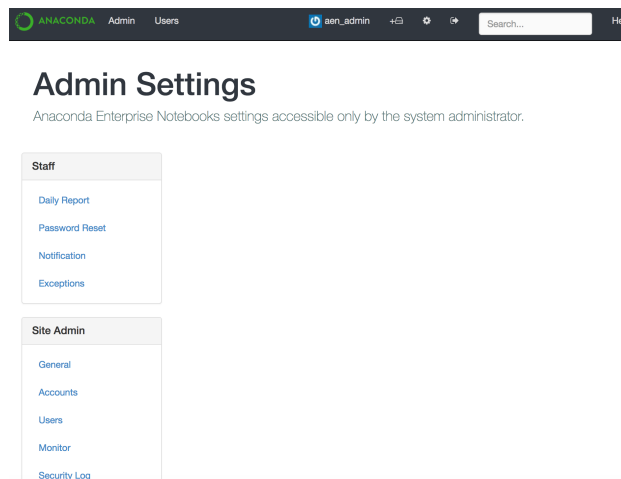 ANACONDA Admin Users aen_admin Search... He
Admin Settings
Anaconda Enterprise Notebooks settings accessible only by the system administrator.
Staff
Daily Report
Password Reset
Notification
Exceptions
Site Admin
General
Accounts
Users
Monitor
Security Log